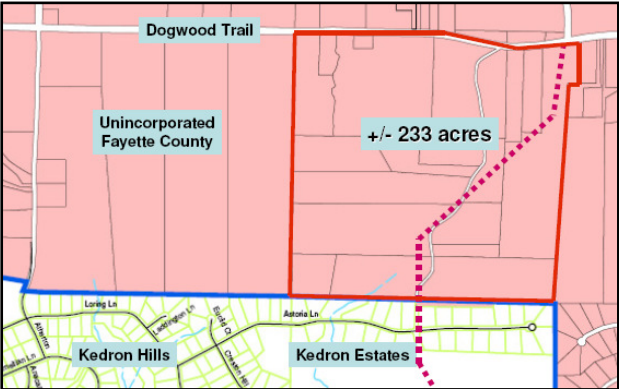 Dogwood Trail
Unincorporated
Fayette County
+/- 233 acres
Loring Ln
Astoria Ln
Kedron Hills
Kedron Estates